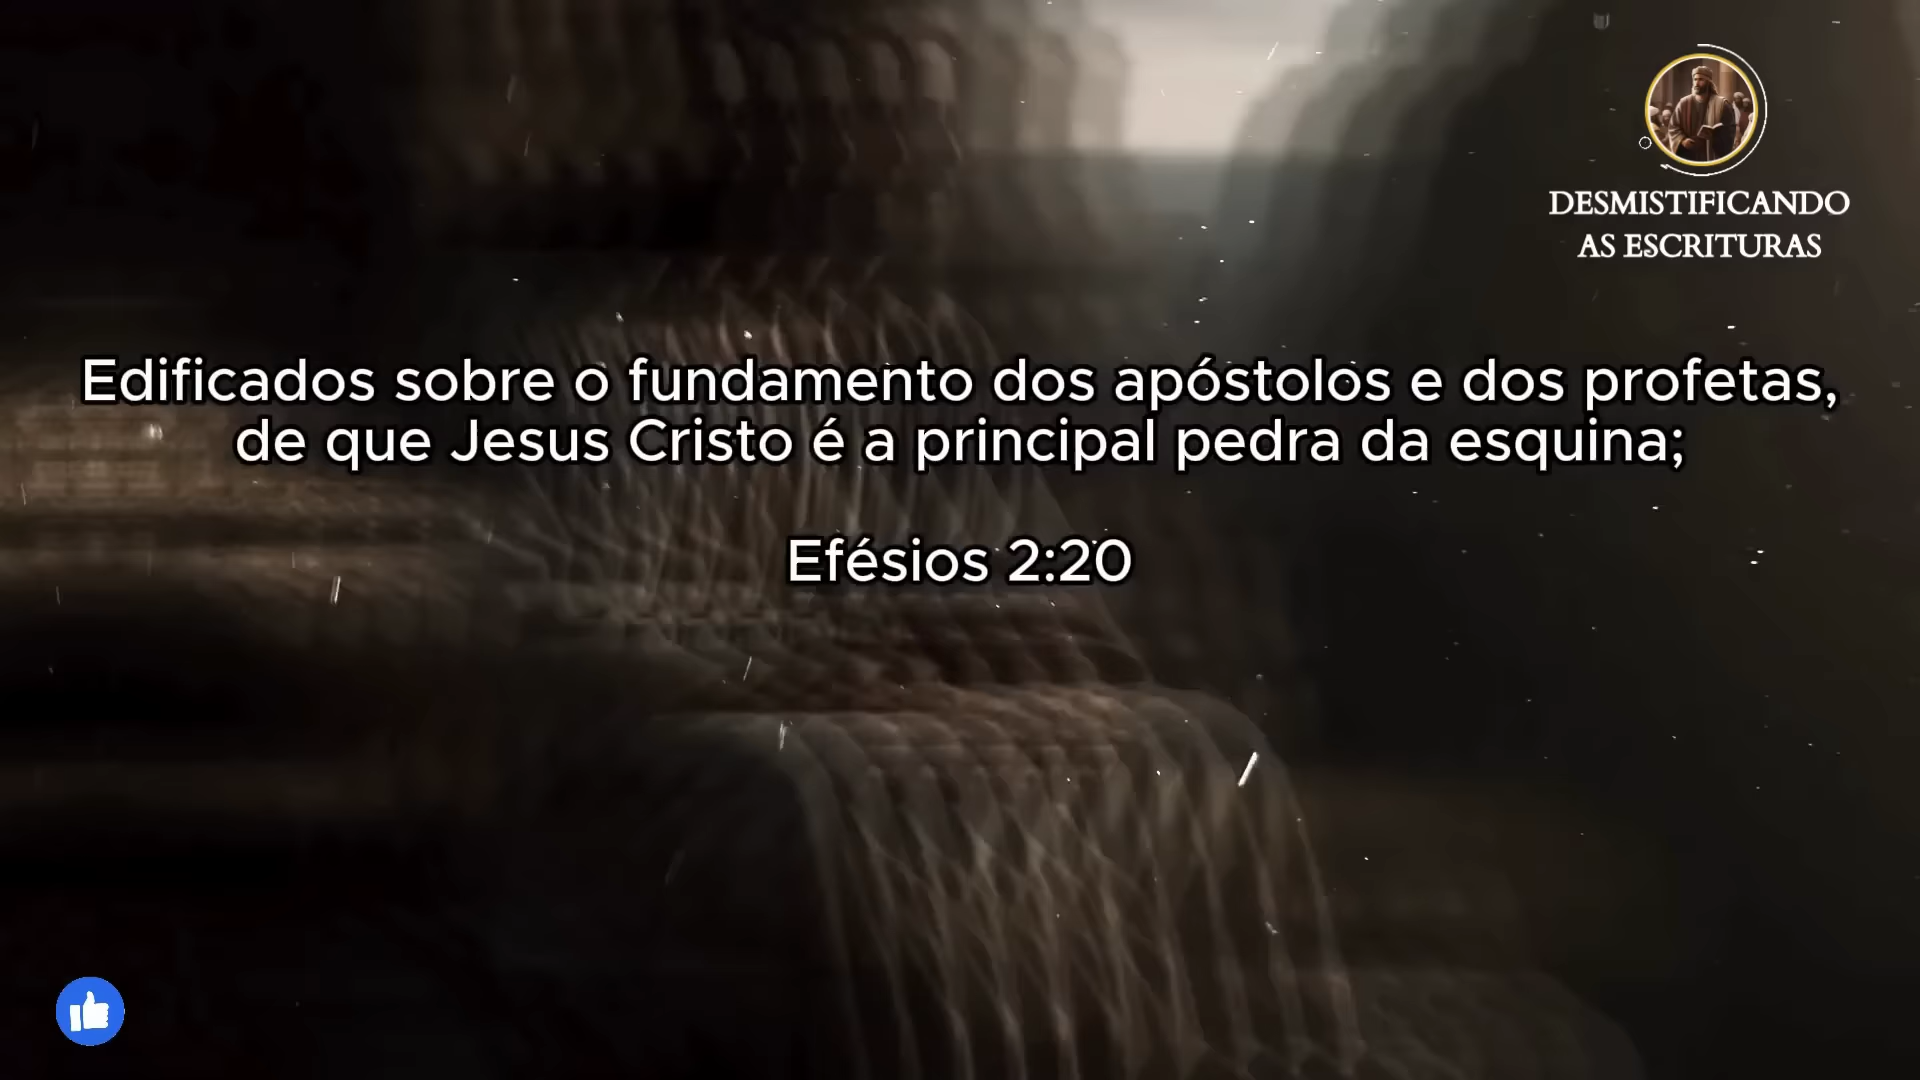 DESMISTIFICANDO
AS ESCRITURAS
Edificados sobre o fundamento dos apóstolos e dos profetas,
de que Jesus Cristo é a principal pedra da esquina;
Efésios 2:20